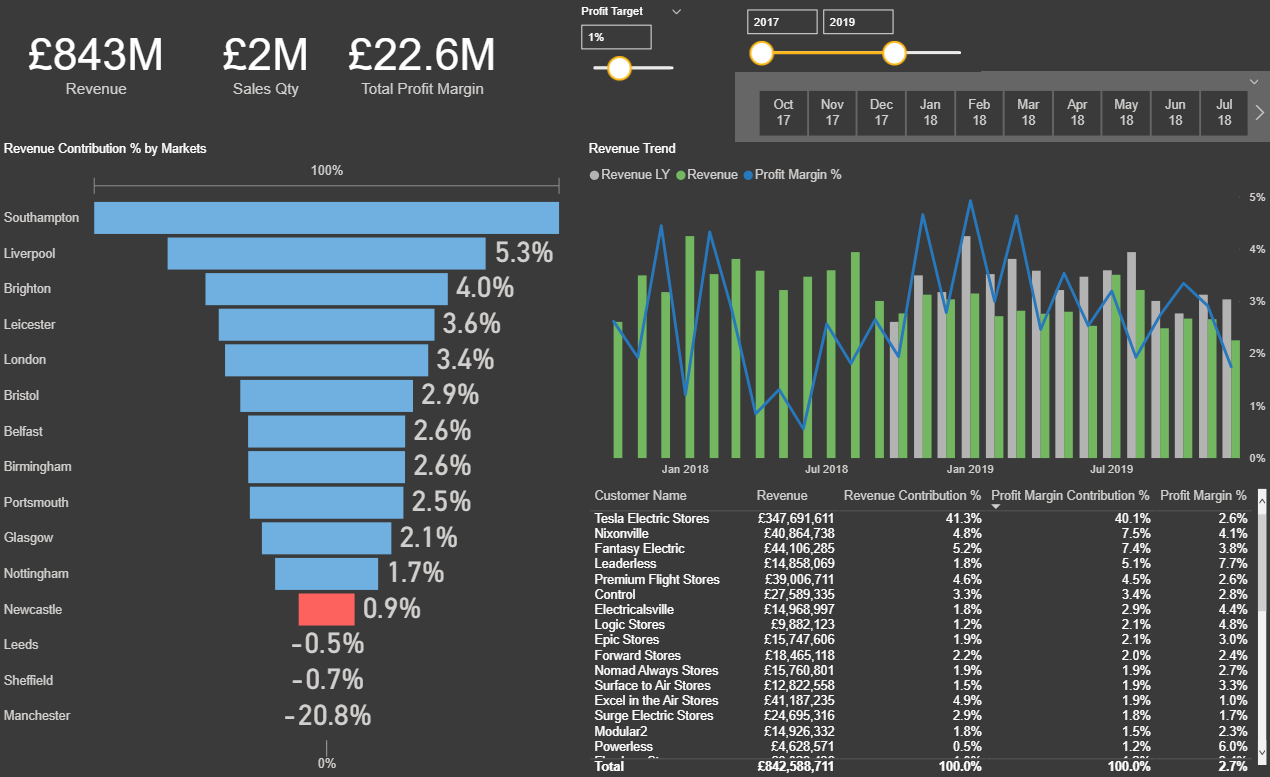 £843M
Revenue
£2M
Sales Qty
£22.6M
Total Profit Margin
Profit Target
1%
2017
2019
Oct 17
Nov 17
Dec 17
Jan 18
Feb 18
Mar 18
Apr 18
May 18
Jun 18
Jul 18
Revenue Contribution % by Markets
100%
Southampton
Liverpool 5.3%
Brighton 4.0%
Leicester 3.6%
London 3.4%
Bristol 2.9%
Belfast 2.6%
Birmingham 2.6%
Portsmouth 2.5%
Glasgow 2.1%
Nottingham 1.7%
Newcastle 0.9%
Leeds -0.5%
Sheffield -0.7%
Manchester -20.8%
0%
Revenue Trend
Revenue LY Revenue Profit Margin %
5%
4%
3%
2%
1%
0%
Jan 2018 Jul 2018 Jan 2019 Jul 2019
Customer Name Revenue Revenue Contribution % Profit Margin Contribution % Profit Margin %
Tesla Electric Stores £347,691,611 41.3% 40.1% 2.6%
Nixonville £40,864,738 4.8% 7.5% 4.1%
Fantasy Electric £44,106,285 5.2% 7.4% 3.8%
Leaderless £14,858,069 1.8% 5.1% 7.7%
Premium Flight Stores £39,006,711 4.6% 4.5% 2.6%
Control £27,589,335 3.3% 3.4% 2.8%
Electricalsville £14,968,997 1.8% 2.9% 4.4%
Logic Stores £9,882,123 1.2% 2.1% 4.8%
Epic Stores £15,747,606 1.9% 2.1% 3.0%
Forward Stores £18,465,118 2.2% 2.0% 2.4%
Nomad Always Stores £15,760,801 1.9% 1.9% 2.7%
Surface to Air Stores £12,822,558 1.5% 1.9% 3.3%
Excel in the Air Stores £41,187,235 4.9% 1.9% 1.0%
Surge Electric Stores £24,695,316 2.9% 1.8% 1.7%
Modular2 £14,926,332 1.8% 1.5% 2.3%
Powerless £4,628,571 0.5% 1.2% 6.0%
Total £842,588,711 100.0% 100.0% 2.7%